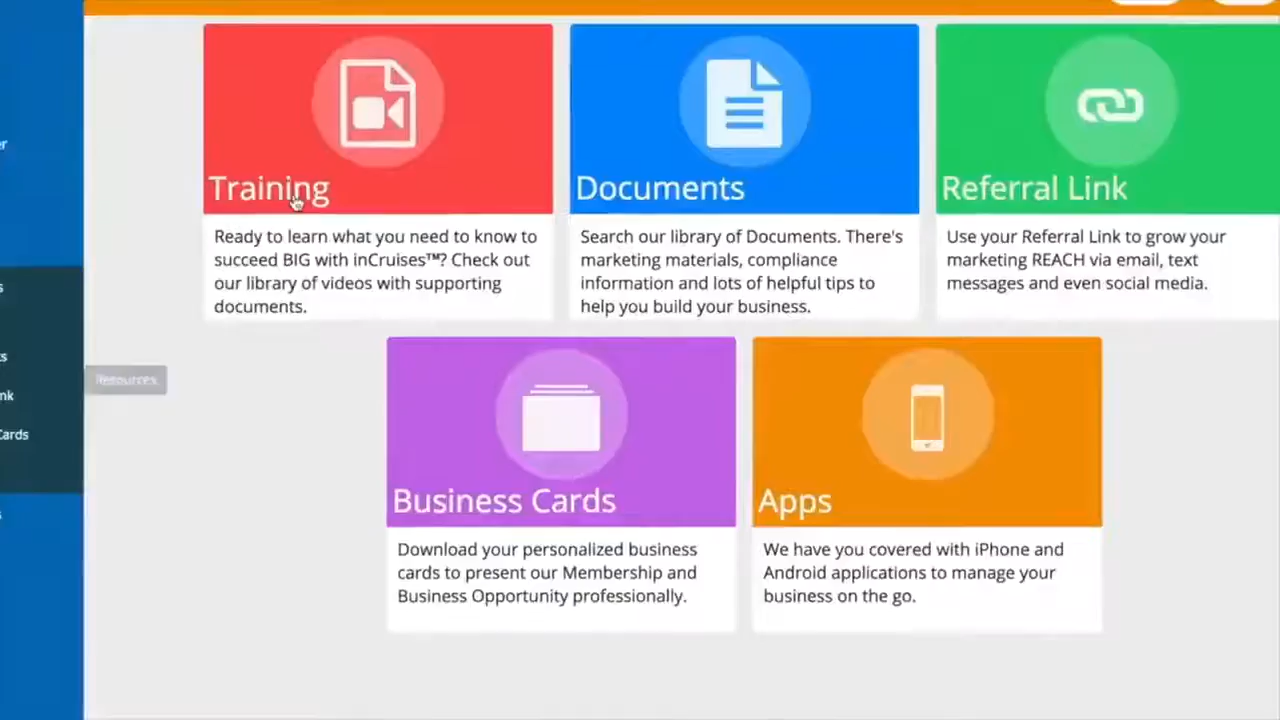 Training
Ready to learn what you need to know to
succeed BIG with inCruises™? Check out
our library of videos with supporting
documents.
Documents
Search our library of Documents. There's
marketing materials, compliance
information and lots of helpful tips to
help you build your business.
Referral Link
Use your Referral Link to grow your
marketing REACH via email, text
messages and even social media.
Resources
Cards
Business Cards
Download your personalized business
cards to present our Membership and
Business Opportunity professionally.
Apps
We have you covered with iPhone and
Android applications to manage your
business on the go.